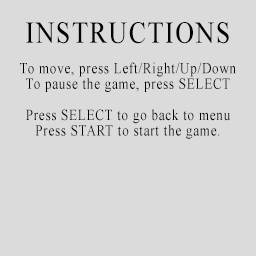 INSTRUCTIONS
To move, press Left/Right/Up/Down
To pause the game, press SELECT
Press SELECT to go back to menu
Press START to start the game.